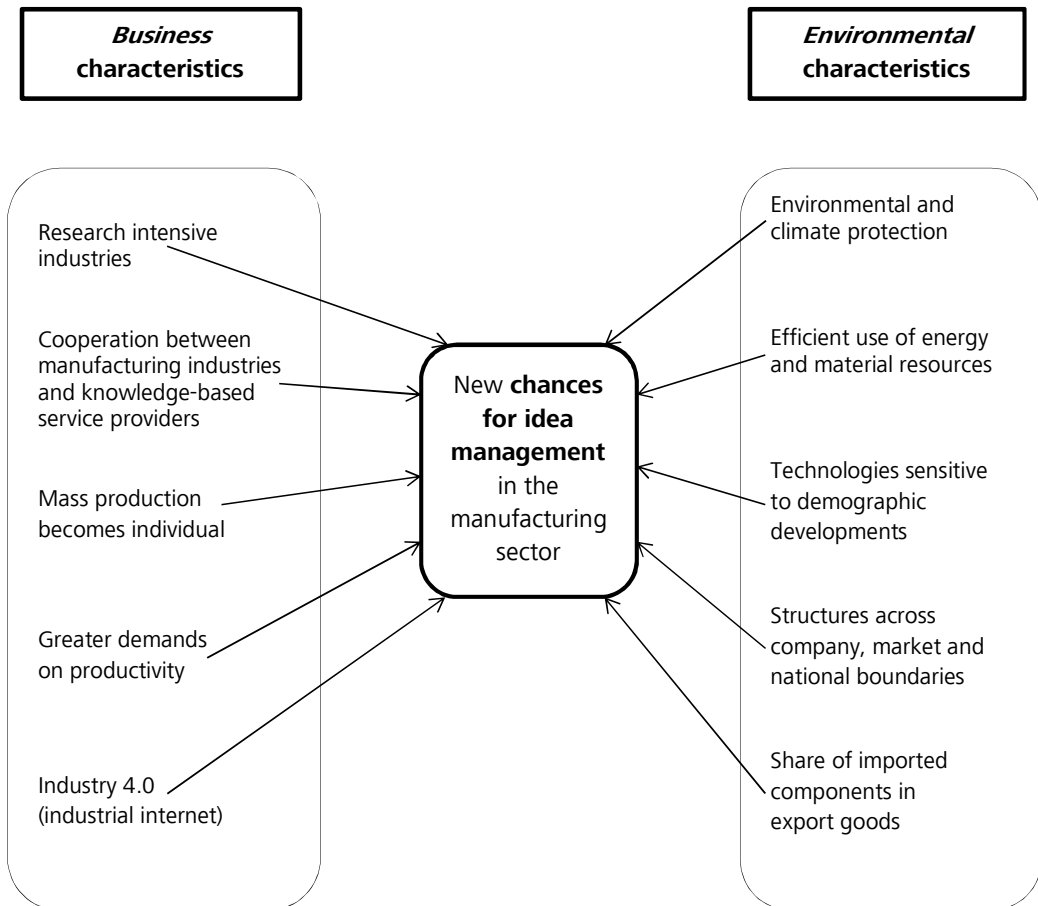 Business
characteristics
Environmental
characteristics
Research intensive
industries
Cooperation between
manufacturing industries
and knowledge-based
service providers
Mass production
becomes individual
Greater demands
on productivity
Industry 4.0
(industrial internet)
New chances
for idea
management
in the
manufacturing
sector
Environmental and
climate protection
Efficient use of energy
and material resources
Technologies sensitive
to demographic
developments
Structures across
company, market and
national boundaries
Share of imported
components in
export goods